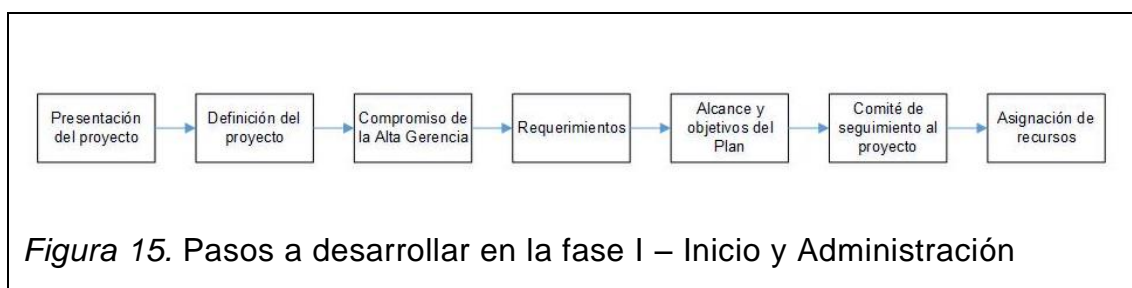 Presentación
del proyecto
Definición del
proyecto
Compromiso de
la Alta Gerencia
Requerimientos
Alcance y
objetivos del
Plan
Comité de
seguimiento al
proyecto
Asignación de
recursos
Figura 15. Pasos a desarrollar en la fase I – Inicio y Administración